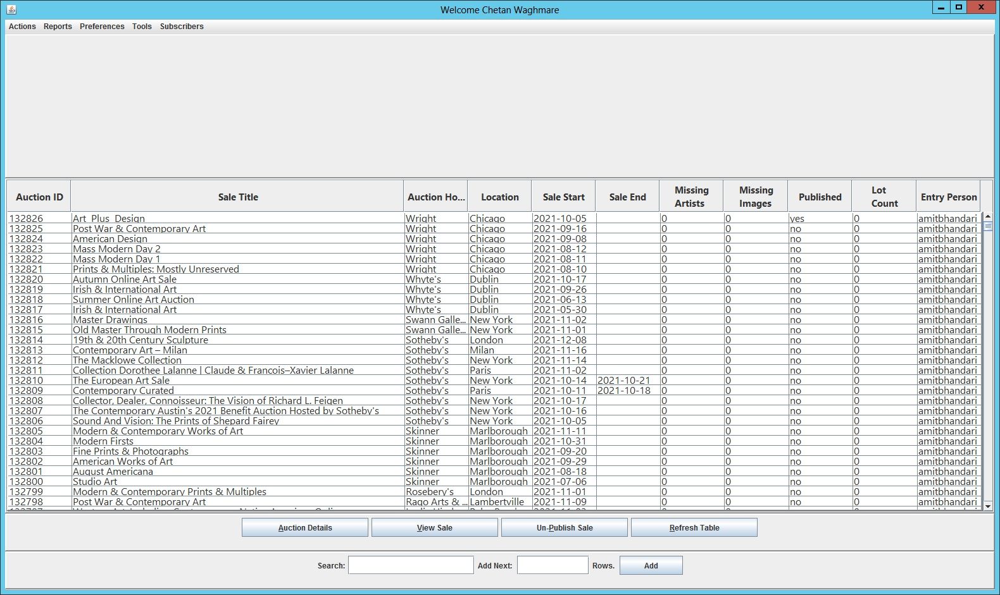 Welcome Chetan Waghmare
Actions Reports Preferences Tools Subscribers
Auction ID Sale Title Auction Ho... Location Sale Start Sale End Missing Artists Missing Images Published Lot Count Entry Person
132826 Art Plus Design Wright Chicago 2021-10-05 0 0 yes 0 amitbhandari
132825 Post War & Contemporary Art Wright Chicago 2021-09-16 0 0 no 0 amitbhandari
132824 American Design Wright Chicago 2021-09-08 0 0 no 0 amitbhandari
132823 Mass Modern Day 2 Wright Chicago 2021-08-12 0 0 no 0 amitbhandari
132822 Mass Modern Day 1 Wright Chicago 2021-08-11 0 0 no 0 amitbhandari
132821 Prints & Multiples: Mostly Unreserved Wright Chicago 2021-08-10 0 0 no 0 amitbhandari
132820 Autumn Online Art Sale Whyte's Dublin 2021-10-17 0 0 no 0 amitbhandari
132819 Irish & International Art Whyte's Dublin 2021-09-26 0 0 no 0 amitbhandari
132818 Summer Online Art Auction Whyte's Dublin 2021-06-13 0 0 no 0 amitbhandari
132817 Irish & International Art Whyte's Dublin 2021-05-30 0 0 no 0 amitbhandari
132816 Master Drawings Swann Galle... New York 2021-11-02 0 0 no 0 amitbhandari
132815 Old Master Through Modern Prints Swann Galle... New York 2021-11-01 0 0 no 0 amitbhandari
132814 19th & 20th Century Sculpture Sotheby's London 2021-12-08 0 0 no 0 amitbhandari
132813 Contemporary Art – Milan Sotheby's Milan 2021-11-16 0 0 no 0 amitbhandari
132812 The Macklowe Collection Sotheby's New York 2021-11-14 0 0 no 0 amitbhandari
132811 Collection Dorothee Lalanne | Claude & Francois–Xavier Lalanne Sotheby's Paris 2021-11-02 0 0 no 0 amitbhandari
132810 The European Art Sale Sotheby's New York 2021-10-14 2021-10-21 0 0 no 0 amitbhandari
132809 Contemporary Curated Sotheby's Paris 2021-10-11 2021-10-18 0 0 no 0 amitbhandari
132808 Collector, Dealer, Connoisseur: The Vision of Richard L. Feigen Sotheby's New York 2021-10-17 0 0 no 0 amitbhandari
132807 The Contemporary Austin's 2021 Benefit Auction Hosted by Sotheby's Sotheby's New York 2021-10-16 0 0 no 0 amitbhandari
132806 Sound And Vision: The Prints of Shepard Fairey Sotheby's New York 2021-10-05 0 0 no 0 amitbhandari
132805 Modern & Contemporary Works of Art Skinner Marlborough 2021-11-11 0 0 no 0 amitbhandari
132804 Modern Firsts Skinner Marlborough 2021-10-31 0 0 no 0 amitbhandari
132803 Fine Prints & Photographs Skinner Marlborough 2021-09-20 0 0 no 0 amitbhandari
132802 American Works of Art Skinner Marlborough 2021-09-29 0 0 no 0 amitbhandari
132801 August Americana Skinner Marlborough 2021-08-18 0 0 no 0 amitbhandari
132800 Studio Art Skinner Marlborough 2021-07-06 0 0 no 0 amitbhandari
132799 Modern & Contemporary Prints & Multiples Rosebery's London 2021-11-01 0 0 no 0 amitbhandari
132798 Post War & Contemporary Art Rago Arts & ... Lambertville 2021-11-09 0 0 no 0 amitbhandari
Auction Details View Sale Un-Publish Sale Refresh Table
Search: Add Next: Rows. Add